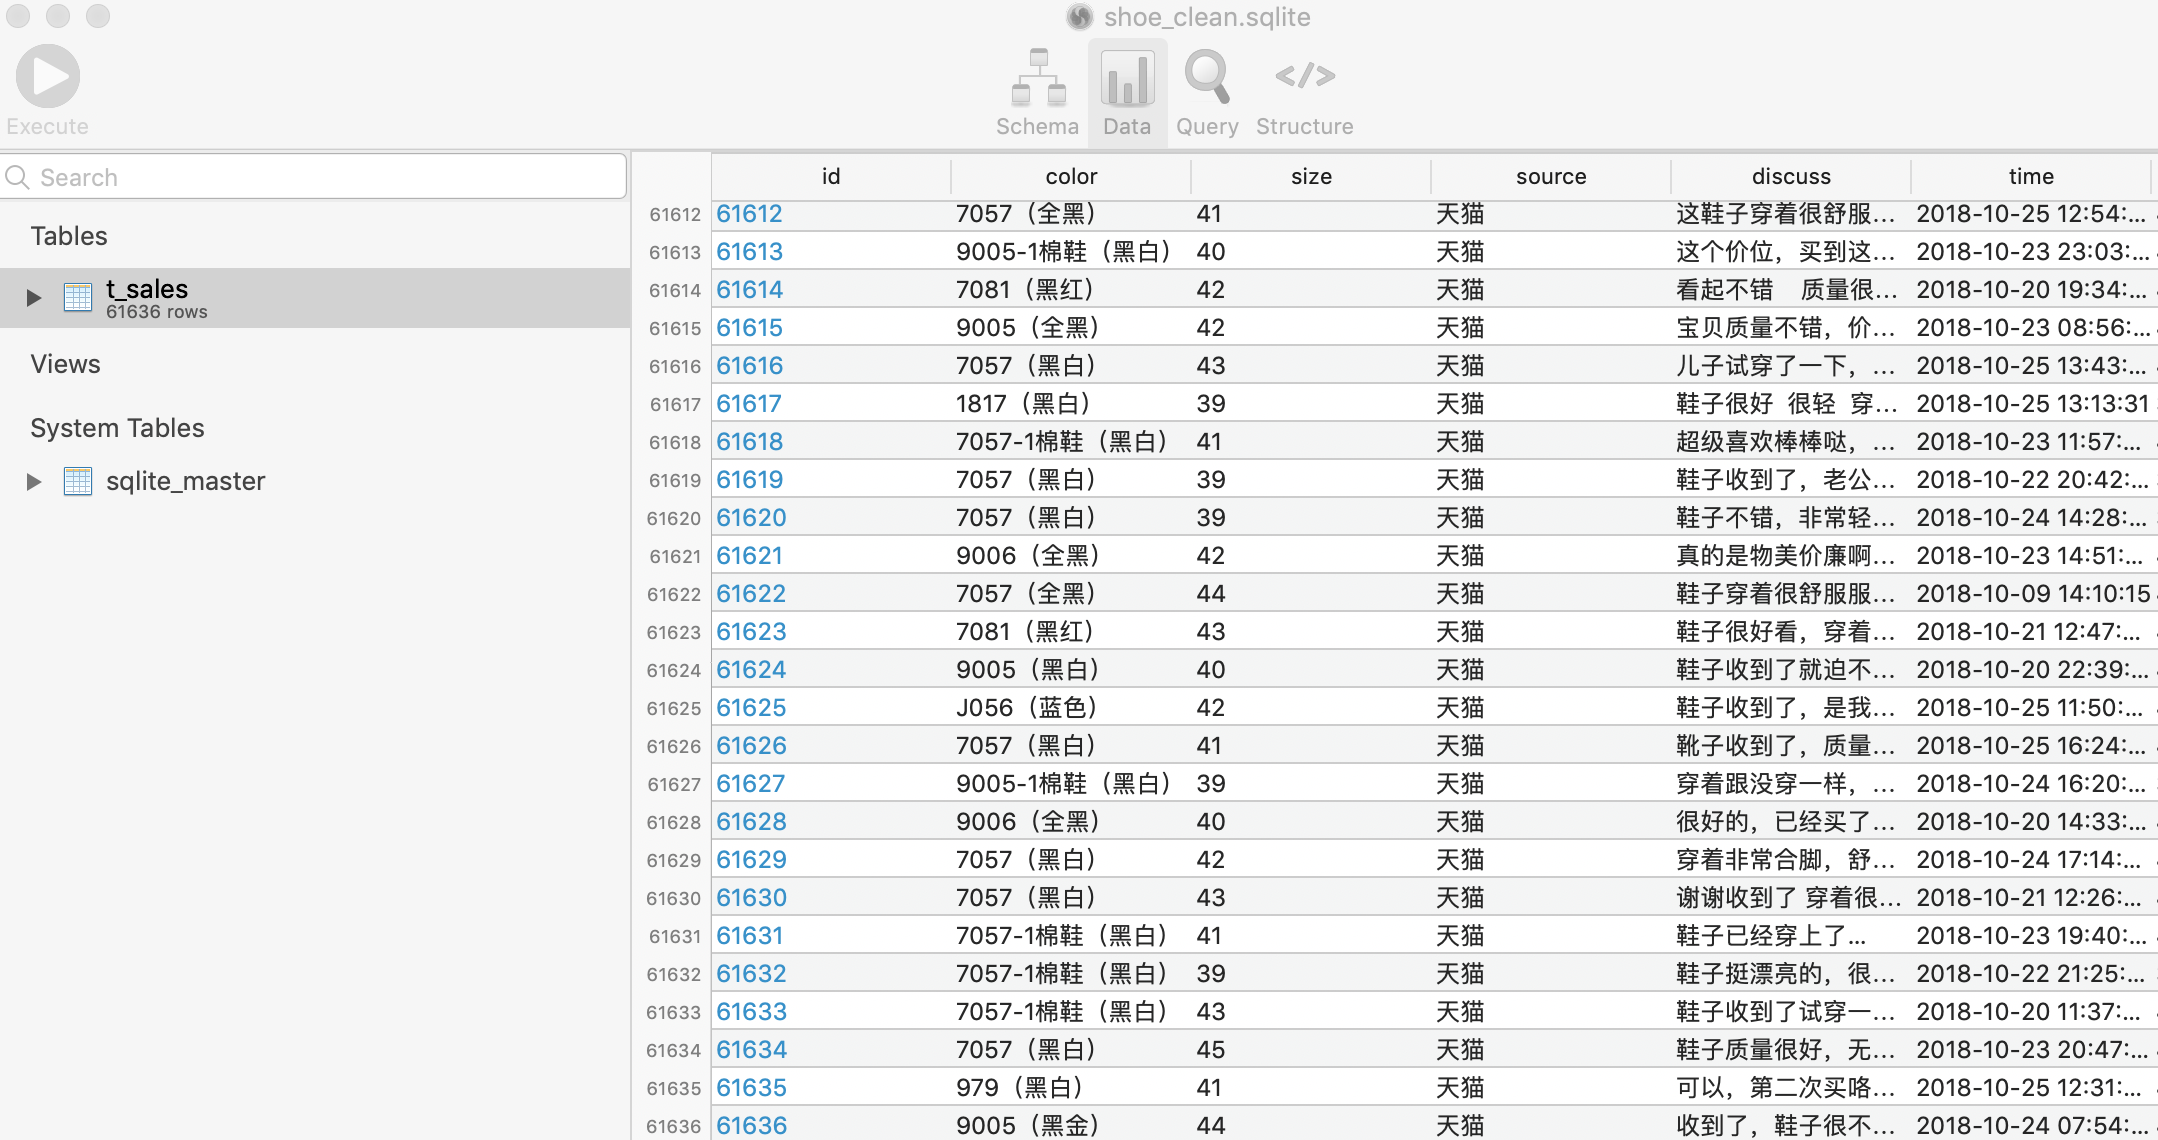 shoe_clean.sqlite
Execute
Schema Data Query Structure
Search
Tables
t_sales
61636 rows
Views
System Tables
sqlite_master
id color size source discuss time
61612 61612 7057（全黑） 41 天猫 这鞋子穿着很舒服... 2018-10-25 12:54:...
61613 61613 9005-1棉鞋（黑白） 40 天猫 这个价位，买到这... 2018-10-23 23:03:...
61614 61614 7081（黑红） 42 天猫 看起不错　质量很... 2018-10-20 19:34:...
61615 61615 9005（全黑） 42 天猫 宝贝质量不错，价... 2018-10-23 08:56:...
61616 61616 7057（黑白） 43 天猫 儿子试穿了一下，... 2018-10-25 13:43:...
61617 61617 1817（黑白） 39 天猫 鞋子很好 很轻 穿... 2018-10-25 13:13:31
61618 61618 7057-1棉鞋（黑白） 41 天猫 超级喜欢棒棒哒，... 2018-10-23 11:57:...
61619 61619 7057（黑白） 39 天猫 鞋子收到了，老公... 2018-10-22 20:42:...
61620 61620 7057（黑白） 39 天猫 鞋子不错，非常轻... 2018-10-24 14:28:...
61621 61621 9006（全黑） 42 天猫 真的是物美价廉啊... 2018-10-23 14:51:...
61622 61622 7057（全黑） 44 天猫 鞋子穿着很舒服服... 2018-10-09 14:10:15
61623 61623 7081（黑红） 43 天猫 鞋子很好看，穿着... 2018-10-21 12:47:...
61624 61624 9005（黑白） 40 天猫 鞋子收到了就迫不... 2018-10-20 22:39:...
61625 61625 J056（蓝色） 42 天猫 鞋子收到了，是我... 2018-10-25 11:50:...
61626 61626 7057（黑白） 41 天猫 靴子收到了，质量... 2018-10-25 16:24:...
61627 61627 9005-1棉鞋（黑白） 39 天猫 穿着跟没穿一样，... 2018-10-24 16:20:...
61628 61628 9006（全黑） 40 天猫 很好的，已经买了... 2018-10-20 14:33:...
61629 61629 7057（黑白） 42 天猫 穿着非常合脚，舒... 2018-10-24 17:14:...
61630 61630 7057（黑白） 43 天猫 谢谢收到了 穿着很... 2018-10-21 12:26:...
61631 61631 7057-1棉鞋（黑白） 41 天猫 鞋子已经穿上了... 2018-10-23 19:40:...
61632 61632 7057-1棉鞋（黑白） 39 天猫 鞋子挺漂亮的，很... 2018-10-22 21:25:...
61633 61633 7057-1棉鞋（黑白） 43 天猫 鞋子收到了试穿一... 2018-10-20 11:37:...
61634 61634 7057（黑白） 45 天猫 鞋子质量很好，无... 2018-10-23 20:47:...
61635 61635 979（黑白） 41 天猫 可以，第二次买咯... 2018-10-25 12:31:...
61636 61636 9005（黑金） 44 天猫 收到了，鞋子很不... 2018-10-24 07:54:...